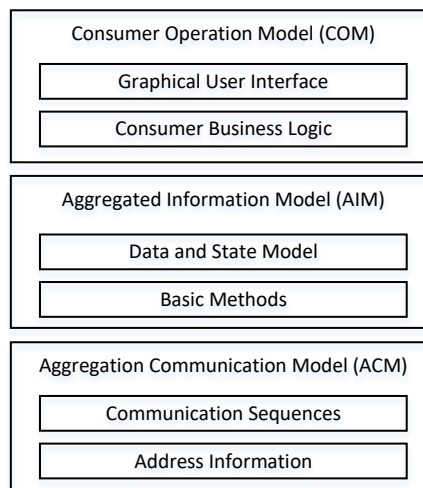 Consumer Operation Model (COM)
Graphical User Interface
Consumer Business Logic
Aggregated Information Model (AIM)
Data and State Model
Basic Methods
Aggregation Communication Model (ACM)
Communication Sequences
Address Information